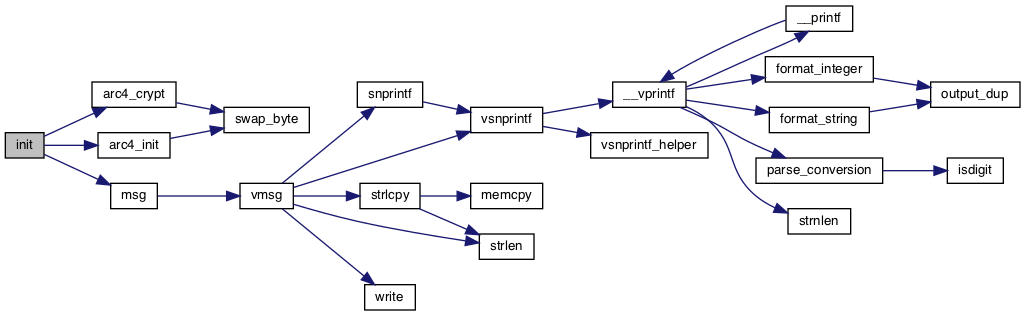 init
arc4_crypt
arc4_init
msg
swap_byte
vmsg
snprintf
strlcpy
write
vsnprintf
memcpy
strlen
__vprintf
vsnprintf_helper
__printf
format_integer
format_string
parse_conversion
strnlen
output_dup
isdigit